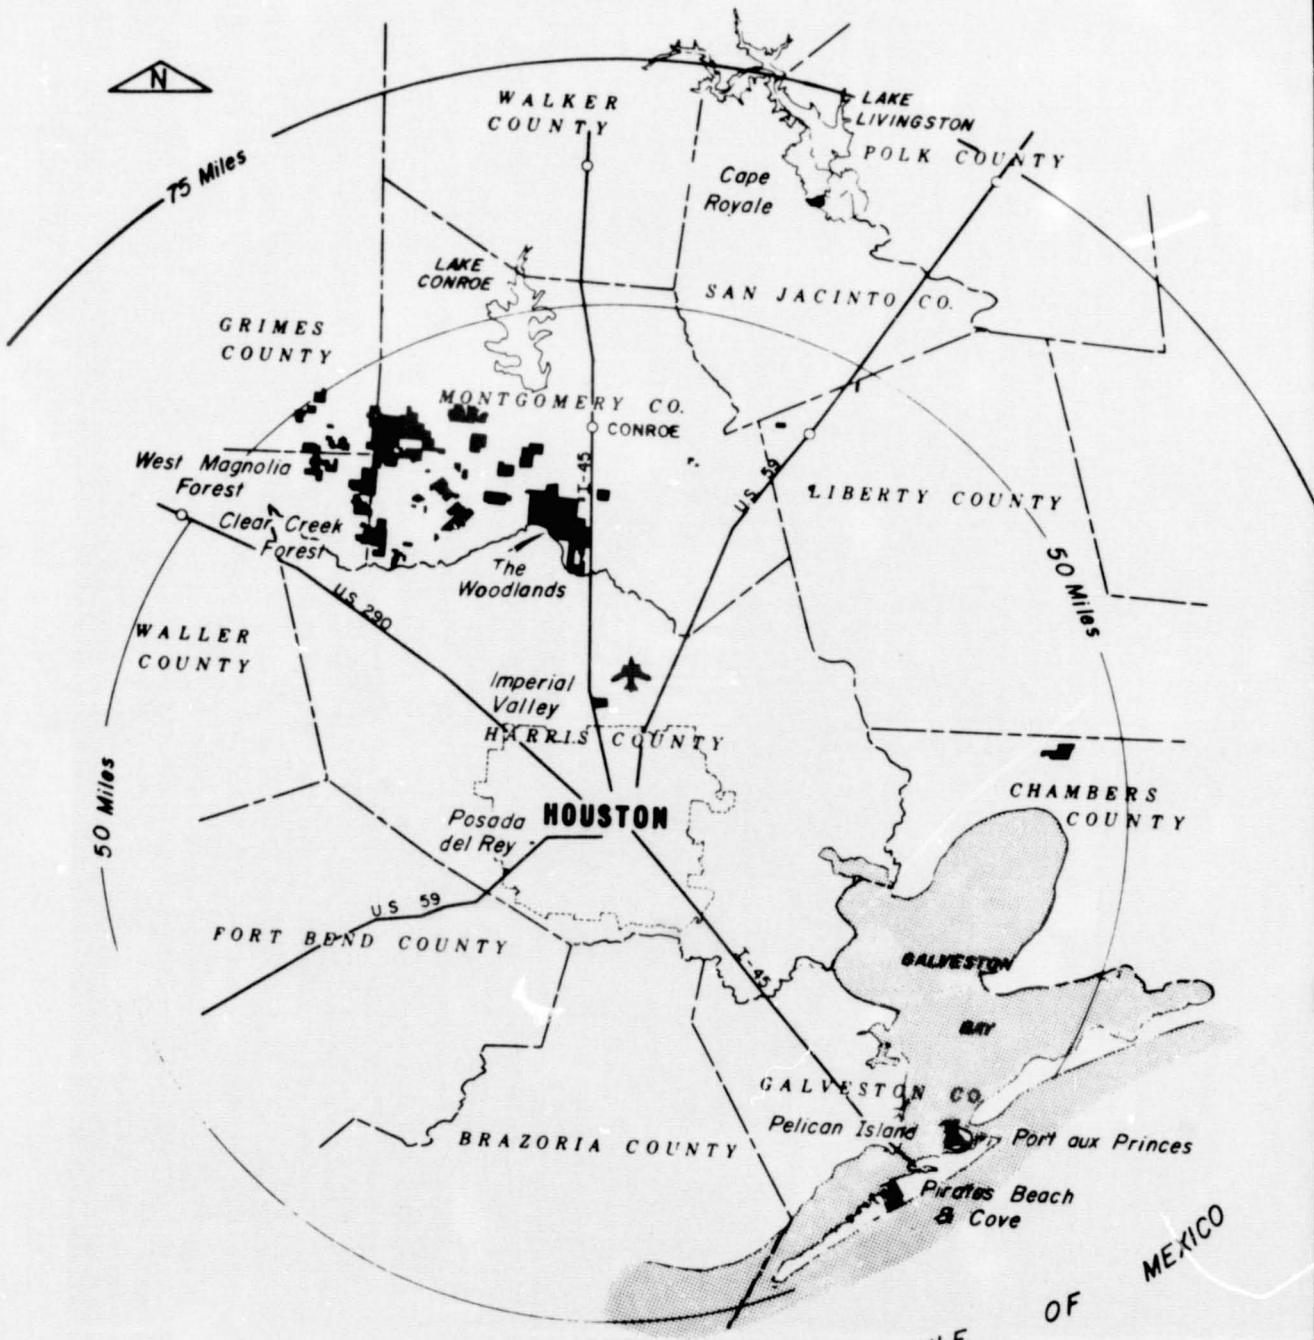 N
WALKER
COUNTY
LAKE
LIVINGSTON
POLK COUNTY
75 Miles
Cape
Royale
LAKE
CONROE
SAN JACINTO CO.
GRIMES
COUNTY
MONTGOMERY CO.
CONROE
West Magnolia
Forest
I-45
U.S. 59
LIBERTY COUNTY
Clear Creek
Forest
The
Woodlands
50 Miles
U.S. 290
WALLER
COUNTY
Imperial
Valley
HARRIS COUNTY
50 Miles
CHAMBERS
COUNTY
HOUSTON
Posada
del Rey
U.S 59
FORT BEND COUNTY
I-45
GALVESTON
BAY
GALVESTON CO.
Pelican Island
Port aux Princes
BRAZORIA COUNTY
Pirates Beach
& Cove
OF
MEXICO